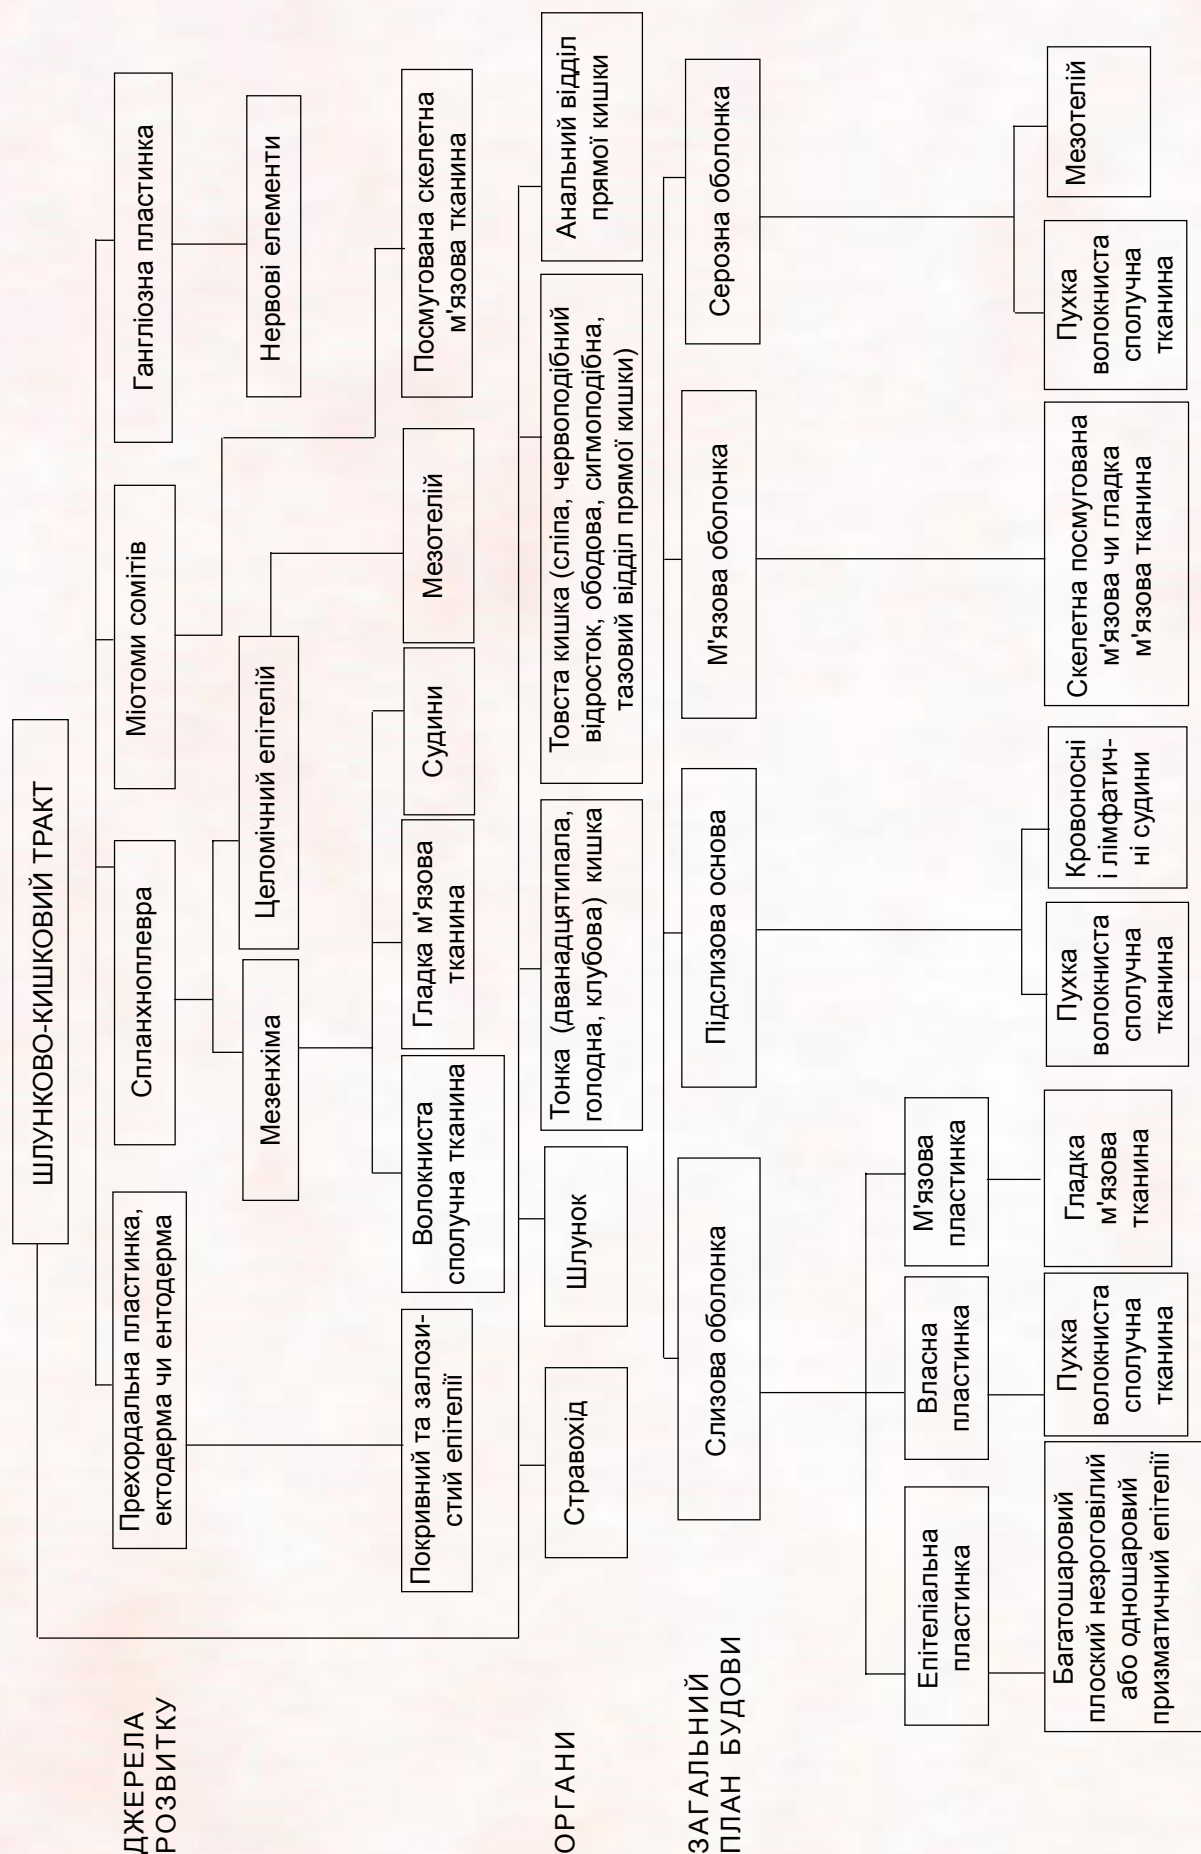 ШЛУНКОВО-КИШКОВИЙ ТРАКТ
ДЖЕРЕЛА
РОЗВИТКУ
Прехордальна пластинка,
ектодерма чи ентодерма
Спланхноплевра
Міотоми сомітів
Гангліозна пластинка
Мезенхіма
Целомічний епітелій
Нервові елементи
Покривний та залози-
стий епітелії
Волокниста
сполучна тканина
Гладка м'язова
тканина
Судини
Мезотелій
Посмугована скелетна
м'язова тканина
ОРГАНИ
Стравохід
Шлунок
Тонка (дванадцятипала,
голодна, клубова) кишка
Товста кишка (сліпа, червоподібний
відросток, ободова, сигмоподібна,
тазовий відділ прямої кишки)
Анальний відділ
прямої кишки
ЗАГАЛЬНИЙ
ПЛАН БУДОВИ
Слизова оболонка
Підслизова основа
М'язова оболонка
Серозна оболонка
Епітеліальна
пластинка
Власна
пластинка
М'язова
пластинка
Багатошаровий
плоский незроговілий
або одношаровий
призматичний епітелії
Пухка
волокниста
сполучна
тканина
Гладка
м'язова
тканина
Пухка
волокниста
сполучна
тканина
Кровоносні
і лімфатич-
ні судини
Скелетна посмугована
м'язова чи гладка
м'язова тканина
Пухка
волокниста
сполучна
тканина
Мезотелій